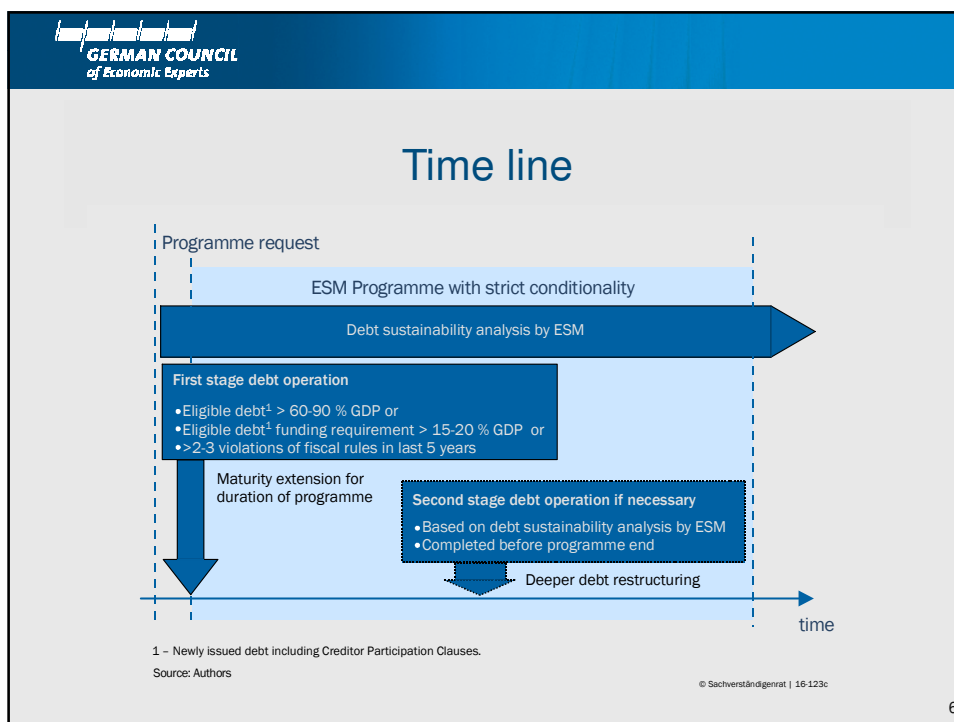 GERMAN COUNCIL
of Economic Experts
Time line
Programme request
ESM Programme with strict conditionality
Debt sustainability analysis by ESM
First stage debt operation
•Eligible debt¹ > 60-90 % GDP or
•Eligible debt¹ funding requirement > 15-20 % GDP or
•>2-3 violations of fiscal rules in last 5 years
Maturity extension for
duration of programme
Second stage debt operation if necessary
•Based on debt sustainability analysis by ESM
•Completed before programme end
Deeper debt restructuring
time
1 – Newly issued debt including Creditor Participation Clauses.
Source: Authors
© Sachverständigenrat | 16-123c
6